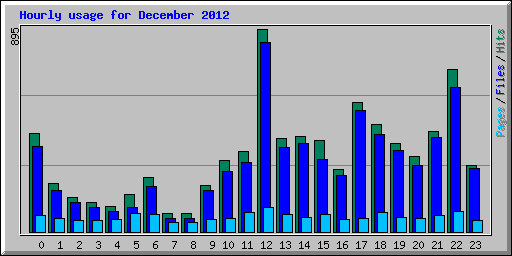 Hourly usage for December 2012
895
Pages / Files / Hits
0 1 2 3 4 5 6 7 8 9 10 11 12 13 14 15 16 17 18 19 20 21 22 23